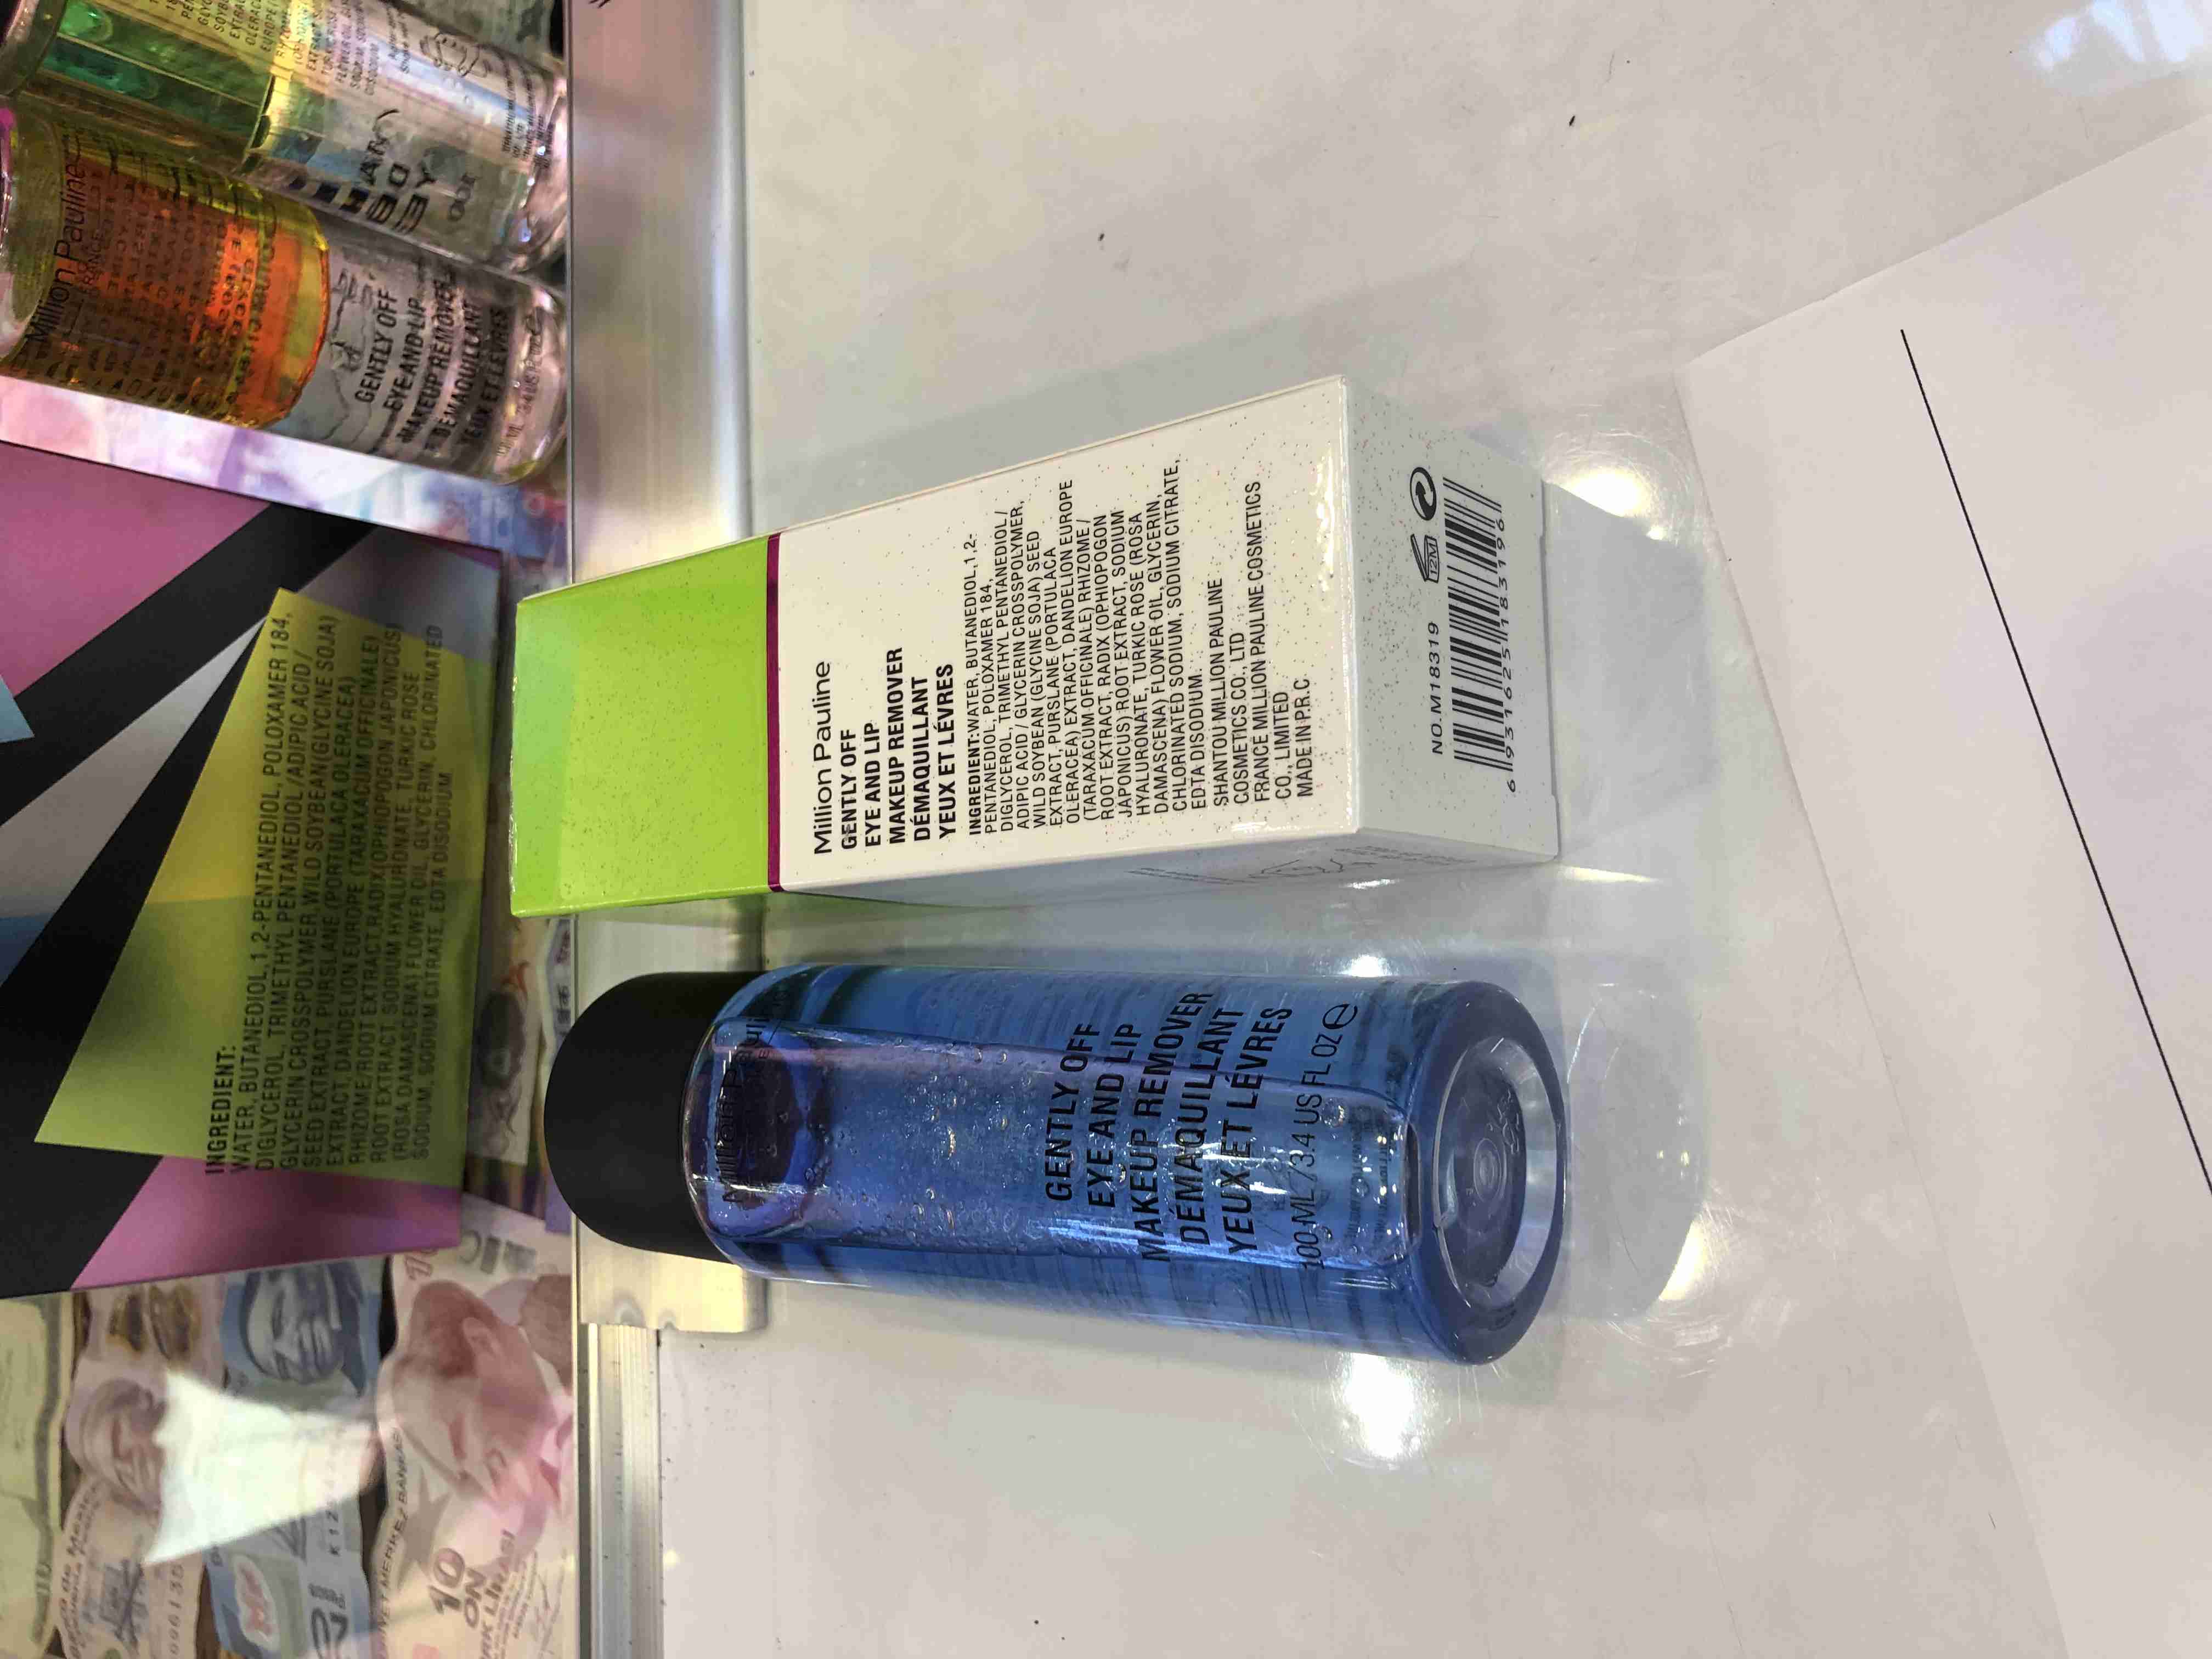 Million Pauline
GENTLY OFF
EYE AND LIP
MAKEUP REMOVER
DÉMAQUILLANT
YEUX ET LÉVRES
INGREDIENT:WATER, BUTANEDIOL,1,2-
PENTANEDIOL, POLOXAMER 184,
DIGLYCEROL, TRIMETHYL PENTANEDIOL /
ADIPIC ACID / GLYCERIN CROSSPOLYMER,
WILD SOYBEAN (GLYCINE SOJA) SEED
EXTRACT, PURSLANE (PORTULACA
OLERACEA) EXTRACT, DANDELION EUROPE
(TARAXACUM OFFICINALE) RHIZOME /
ROOT EXTRACT, RADIX (OPHIOPOGON
JAPONICUS) ROOT EXTRACT, SODIUM
HYALURONATE, TURKIC ROSE (ROSA
DAMASCENA) FLOWER OIL, GLYCERIN,
CHLORINATED SODIUM, SODIUM CITRATE,
EDTA DISODIUM.
SHANTOU MILLION PAULINE
COSMETICS CO., LTD
FRANCE MILLION PAULINE COSMETICS
CO., LIMITED
MADE IN P.R.C.
NO.M18319
12M
6 931625 183196
GENTLY OFF
EYE AND LIP
MAKEUP REMOVER
DÉMAQUILLANT
YEUX ET LÉVRES
100 ML / 3.4 US FL OZ e
INGREDIENT:
WATER, BUTANEDIOL, 1,2-PENTANEDIOL, POLOXAMER 184,
DIGLYCEROL, TRIMETHYL PENTANEDIOL /ADIPIC ACID/
GLYCERIN CROSSPOLYMER, WILD SOYBEAN(GLYCINE SOJA)
SEED EXTRACT, PURSLANE (PORTULACA OLERACEA)
EXTRACT, DANDELION EUROPE (TARAXACUM OFFICINALE)
RHIZOME/ROOT EXTRACT,RADIX(OPHIOPOGON JAPONICUS)
ROOT EXTRACT, SODIUM HYALURONATE, TURKIC ROSE
(ROSA DAMASCENA) FLOWER OIL, GLYCERIN, CHLORINATED
SODIUM, SODIUM CITRATE, EDTA DISODIUM
Million Pauline
FRANCE
GENTLY OFF
EYE AND LIP
MAKEUP REMOVER
DÉMAQUILLANT
YEUX ET LÉVRES
10
ON